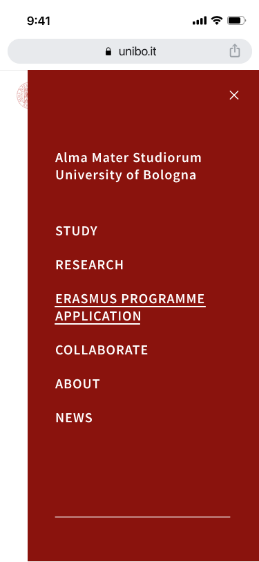 9:41
unibo.it
Alma Mater Studiorum
University of Bologna
STUDY
RESEARCH
ERASMUS PROGRAMME
APPLICATION
COLLABORATE
ABOUT
NEWS